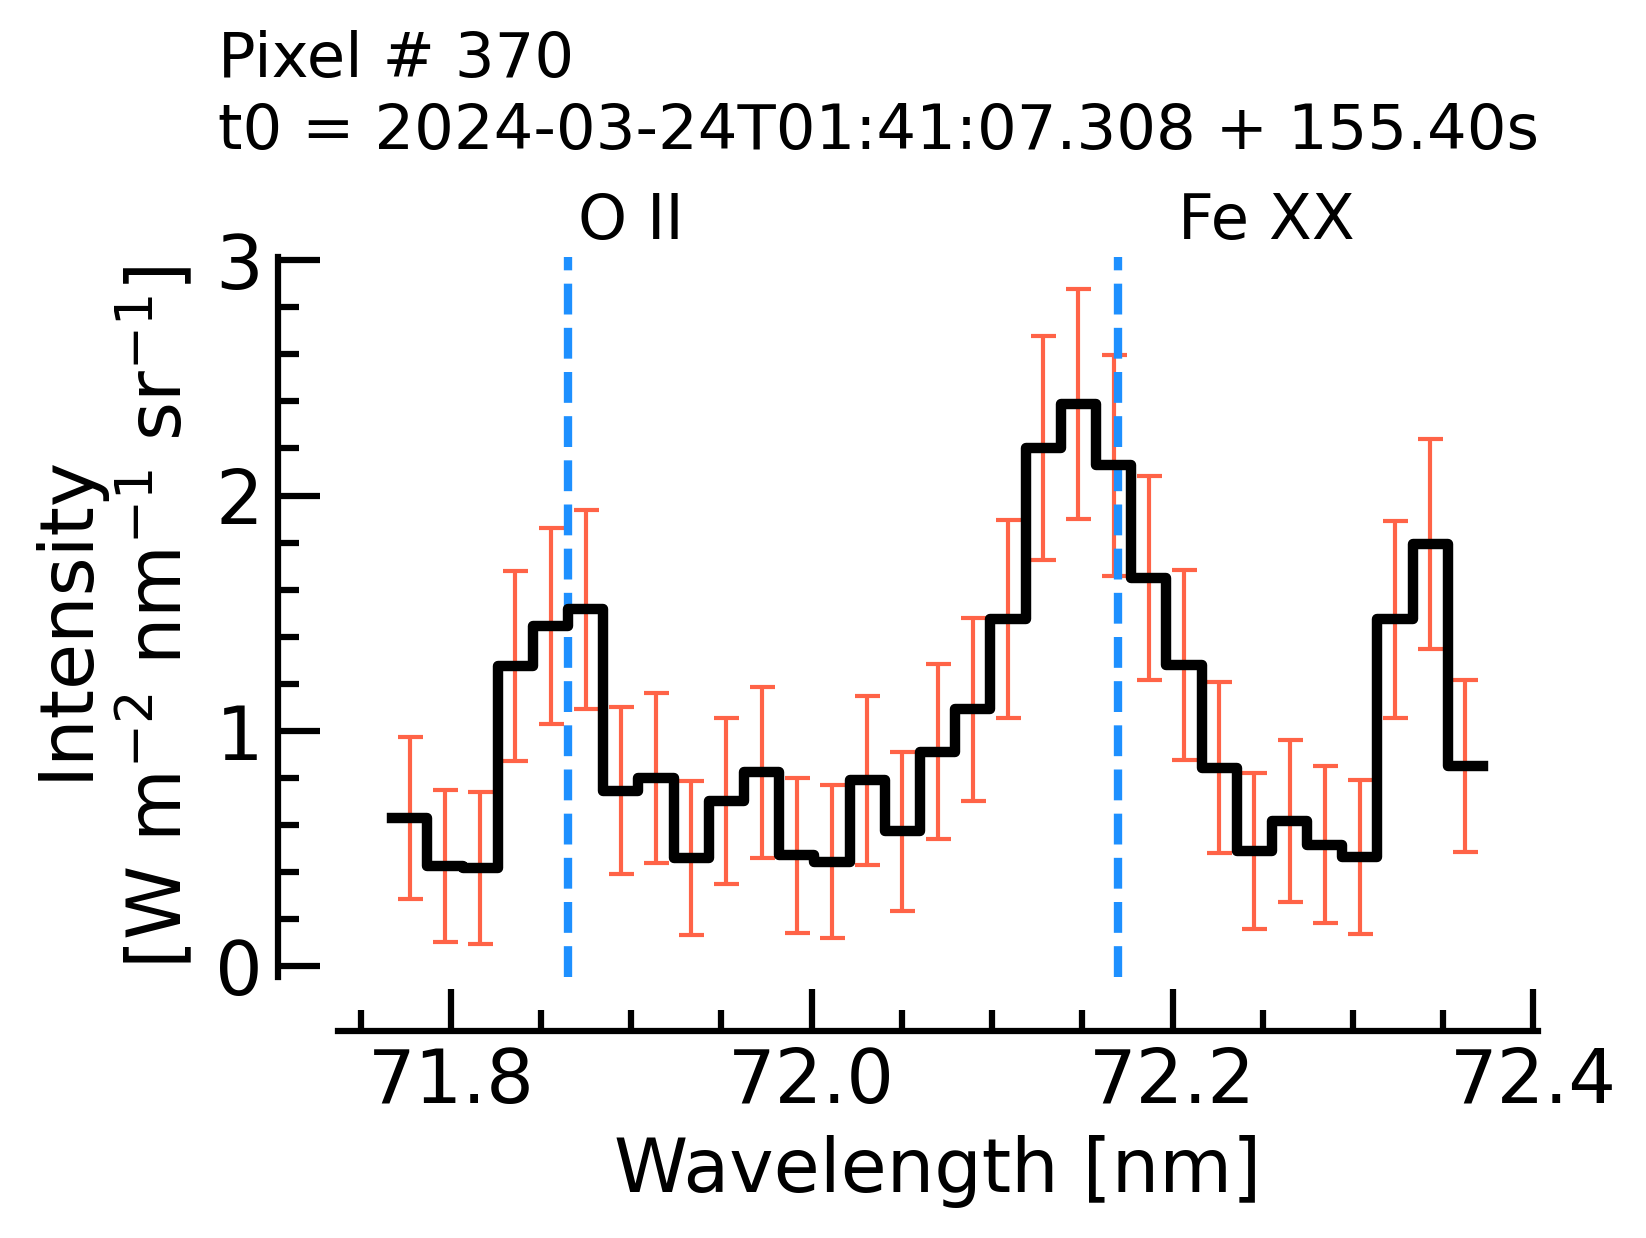 Pixel # 370
t0 = 2024-03-24T01:41:07.308 + 155.40s
O II
Fe XX
Intensity
[W m⁻² nm⁻¹ sr⁻¹]
3
2
1
0
71.8
72.0
72.2
72.4
Wavelength [nm]